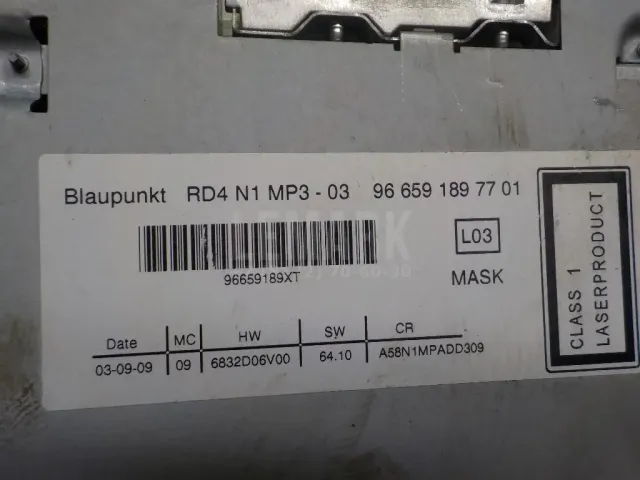 Blaupunkt RD4 N1 MP3 - 03 96 659 189 77 01
96659189XT
L03
MASK
Date MC HW SW CR
03-09-09 09 6832D06V00 64.10 A58N1MPADD309
CLASS 1
LASERPRODUCT